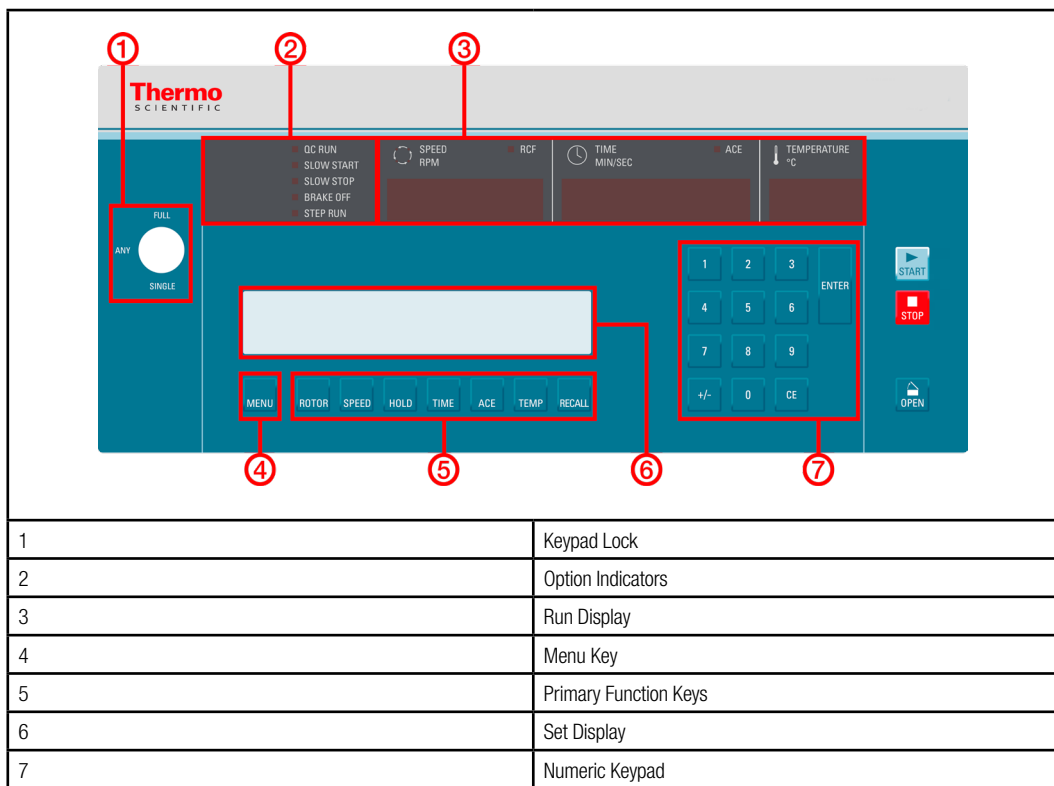 1
2
3
Thermo
SCIENTIFIC
QC RUN
SLOW START
SLOW STOP
BRAKE OFF
STEP RUN
SPEED
RPM
RCF
TIME
MIN/SEC
ACE
TEMPERATURE
°C
FULL
ANY
SINGLE
1 2 3 ENTER
4 5 6
7 8 9
+/- 0 CE
START
STOP
OPEN
MENU ROTOR SPEED HOLD TIME ACE TEMP RECALL
4
5
6
7
1 Keypad Lock
2 Option Indicators
3 Run Display
4 Menu Key
5 Primary Function Keys
6 Set Display
7 Numeric Keypad